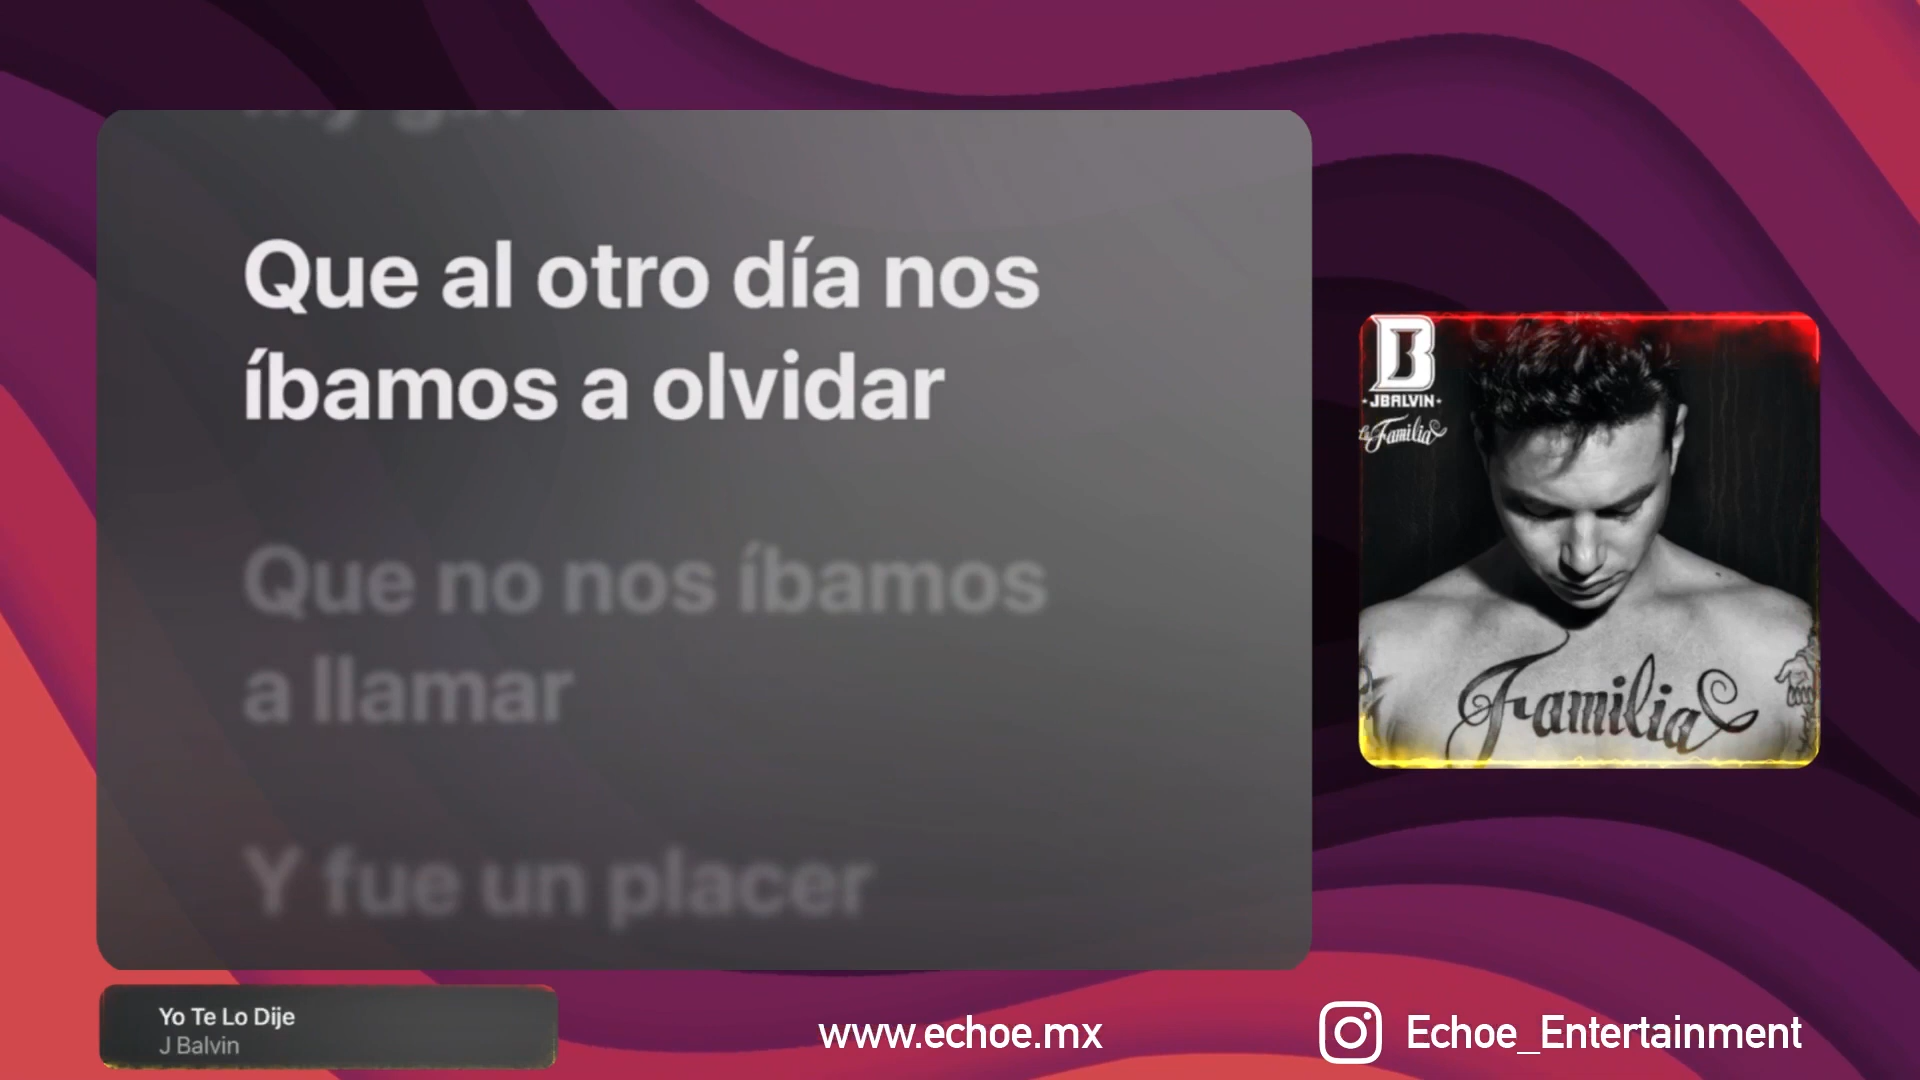 Que al otro día nos
íbamos a olvidar
Que no nos íbamos
a llamar
Y fue un placer
B
·JBALVIN·
La Familia
Familia
Yo Te Lo Dije
J Balvin
www.echoe.mx
Echoe_Entertainment